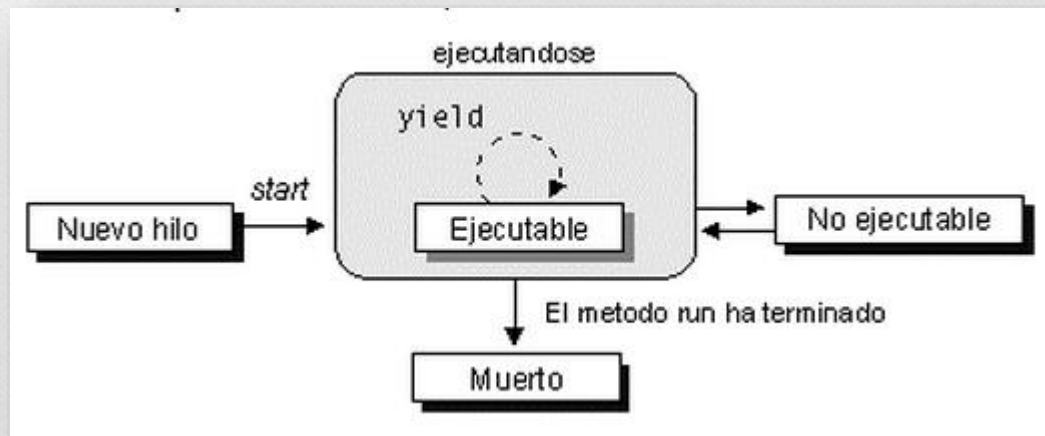 ejecutandose
yield
start
Nuevo hilo
Ejecutable
No ejecutable
El metodo run ha terminado
Muerto